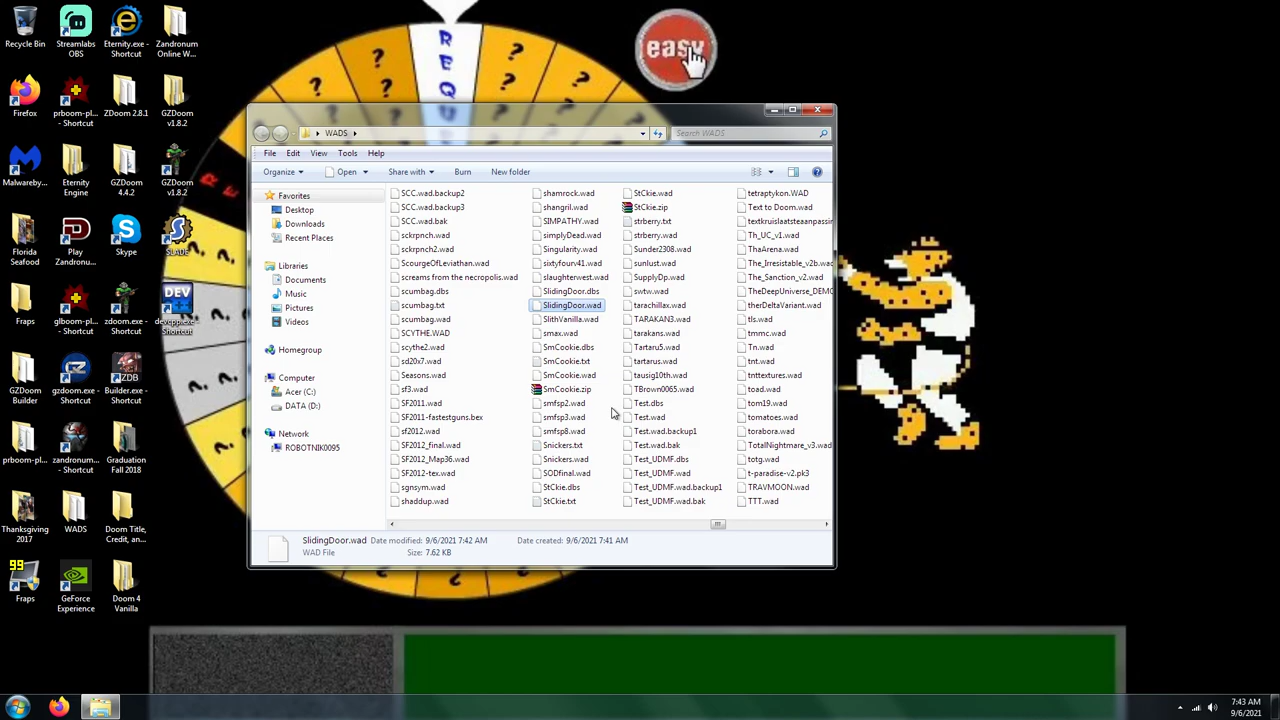 Recycle Bin
Streamlabs OBS
Eternity.exe - Shortcut
Zandronum Online W...
Firefox
prboom-pl... - Shortcut
ZDoom 2.8.1
GZDoom v1.8.2
Malwareby...
Eternity Engine
GZDoom 4.4.2
GZDoom v1.8.2
Florida Seafood
Play Zandronu...
Skype
SLADE
Fraps
glboom-pl... - Shortcut
zdoom.exe - Shortcut
devcpp.exe - Shortcut
GZDoom Builder
gzdoom.exe - Shortcut
Builder.exe - Shortcut
DATA (D:)
prboom-pl... - Shortcut
zandronum... - Shortcut
Graduation Fall 2018
Thanksgiving 2017
WADS
Doom Title, Credit, an...
99
Fraps
GeForce Experience
Doom 4 Vanilla
REQU
easy
WADS
Search WADS
File Edit View Tools Help
Organize Open Share with Burn New folder
Favorites
Desktop
Downloads
Recent Places
Libraries
Documents
Music
Pictures
Videos
Homegroup
Computer
Acer (C:)
DATA (D:)
Network
ROBOTNIK0095
SCC.wad.backup2
SCC.wad.backup3
SCC.wad.bak
sckrpnch.wad
sckrpnch2.wad
ScourgeOfLeviathan.wad
screams from the necropolis.wad
scumbag.dbs
scumbag.txt
scumbag.wad
SCYTHE.WAD
scythe2.wad
sd20x7.wad
Seasons.wad
sf3.wad
SF2011.wad
SF2011-fastestguns.bex
sf2012.wad
SF2012_final.wad
SF2012_Map36.wad
SF2012-tex.wad
sgnsym.wad
shaddup.wad
shamrock.wad
shangril.wad
SIMPATHY.wad
simplyDead.wad
Singularity.wad
sixtyfourv41.wad
slaughterwest.wad
SlidingDoor.dbs
SlidingDoor.wad
SlithVanilla.wad
smax.wad
SmCookie.dbs
SmCookie.txt
SmCookie.wad
SmCookie.zip
smfsp2.wad
smfsp3.wad
smfsp8.wad
Snickers.txt
Snickers.wad
SODfinal.wad
StCkie.dbs
StCkie.txt
StCkie.wad
StCkie.zip
strberry.txt
strberry.wad
Sunder2308.wad
sunlust.wad
SupplyDp.wad
swtw.wad
tarachillax.wad
TARAKAN3.wad
tarakans.wad
Tartaru5.wad
tartarus.wad
tausig10th.wad
TBrown0065.wad
Test.dbs
Test.wad
Test.wad.backup1
Test.wad.bak
Test_UDMF.dbs
Test_UDMF.wad
Test_UDMF.wad.backup1
Test_UDMF.wad.bak
tetraptykon.WAD
Text to Doom.wad
textkruislaatsteaanpassin
Th_UC_v1.wad
ThaArena.wad
The_Irresistable_v2b.wad
The_Sanction_v2.wad
TheDeepUniverse_DEMO
therDeltaVariant.wad
tls.wad
tmmc.wad
Tn.wad
tnt.wad
tnttextures.wad
toad.wad
tom19.wad
tomatoes.wad
torabora.wad
TotalNightmare_v3.wad
totg.wad
t-paradise-v2.pk3
TRAVMOON.wad
TTT.wad
SlidingDoor.wad Date modified: 9/6/2021 7:42 AM Date created: 9/6/2021 7:41 AM
WAD File Size: 7.62 KB
7:43 AM
9/6/2021